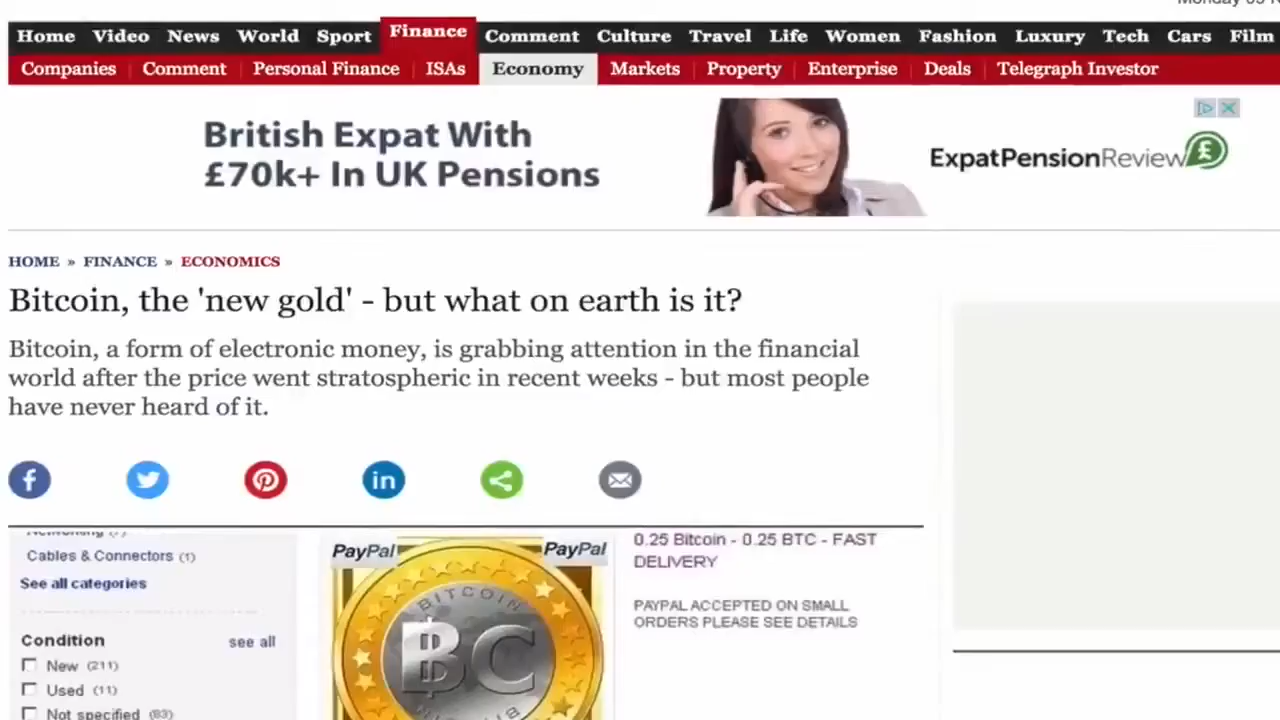 Monday 09
Home Video News World Sport Finance Comment Culture Travel Life Women Fashion Luxury Tech Cars Film
Companies Comment Personal Finance ISAs Economy Markets Property Enterprise Deals Telegraph Investor
British Expat With
£70k+ In UK Pensions
ExpatPensionReview £
HOME » FINANCE » ECONOMICS
Bitcoin, the 'new gold' - but what on earth is it?
Bitcoin, a form of electronic money, is grabbing attention in the financial
world after the price went stratospheric in recent weeks - but most people
have never heard of it.
f in
Networking
Cables & Connectors (1)
See all categories
Condition see all
New (211)
Used (11)
Not specified (83)
PayPal PayPal
BITCOIN
BC
0.25 Bitcoin - 0.25 BTC - FAST
DELIVERY
PAYPAL ACCEPTED ON SMALL
ORDERS PLEASE SEE DETAILS